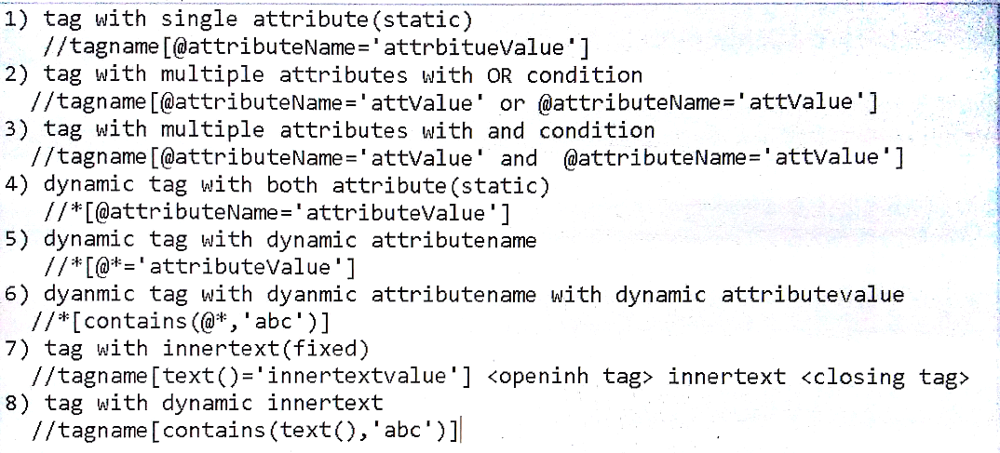 1) tag with single attribute(static)
//tagname[@attributeName='attrbitueValue']
2) tag with multiple attributes with OR condition
//tagname[@attributeName='attValue' or @attributeName='attValue']
3) tag with multiple attributes with and condition
//tagname[@attributeName='attValue' and  @attributeName='attValue']
4) dynamic tag with both attribute(static)
//*[@attributeName='attributeValue']
5) dynamic tag with dynamic attributename
//*[@*='attributeValue']
6) dyanmic tag with dyanmic attributename with dynamic attributevalue
//*[contains(@*,'abc')]
7) tag with innertext(fixed)
//tagname[text()='innertextvalue'] <openinh tag> innertext <closing tag>
8) tag with dynamic innertext
//tagname[contains(text(),'abc')]